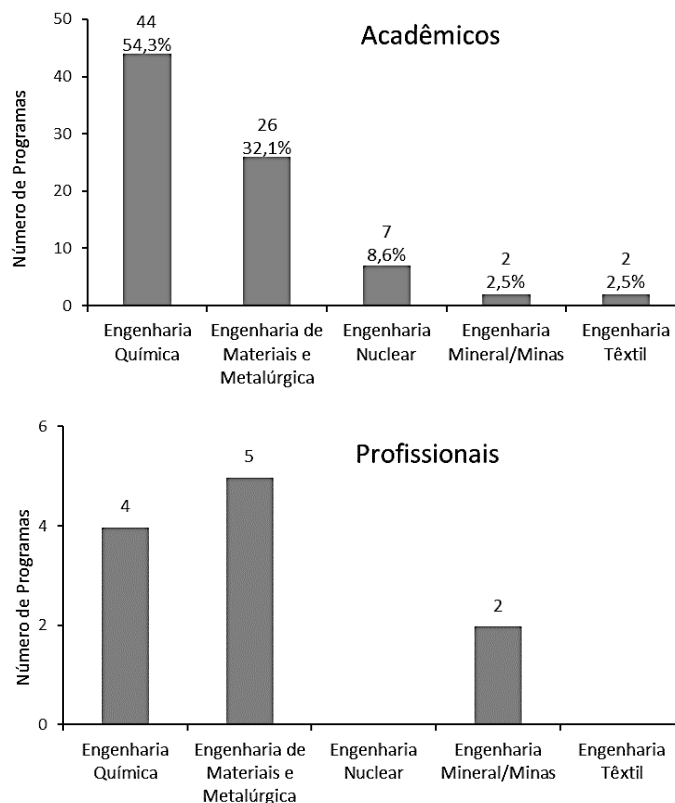 Acadêmicos
Número de Programas
50
40
30
20
10
0
44
54,3%
26
32,1%
7
8,6%
2
2,5%
2
2,5%
Engenharia
Química
Engenharia de
Materiais e
Metalúrgica
Engenharia
Nuclear
Engenharia
Mineral/Minas
Engenharia
Têxtil
Profissionais
Número de Programas
6
4
2
0
4
5
2
Engenharia
Química
Engenharia de
Materiais e
Metalúrgica
Engenharia
Nuclear
Engenharia
Mineral/Minas
Engenharia
Têxtil